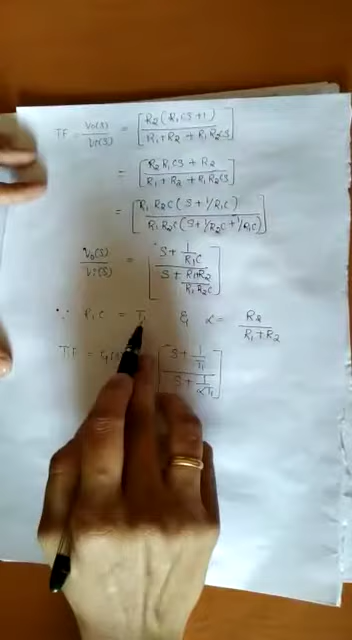 TF = Vo(s)/Vi(s) = [R2(R1CS+1)/R1+R2+R1R2CS]
= [R2R1CS+R2/R1+R2+R1R2CS]
= [R1R2C(S+1/R1C)/R1R2C(S+1/R2C+1/R1C)]
Vo(s)/Vi(s) = [S+1/R1C/S+R1+R2/R1R2C]
∵ R1C = T1 & α = R2/R1+R2
TF = [S+1/T1/S+1/αT1]